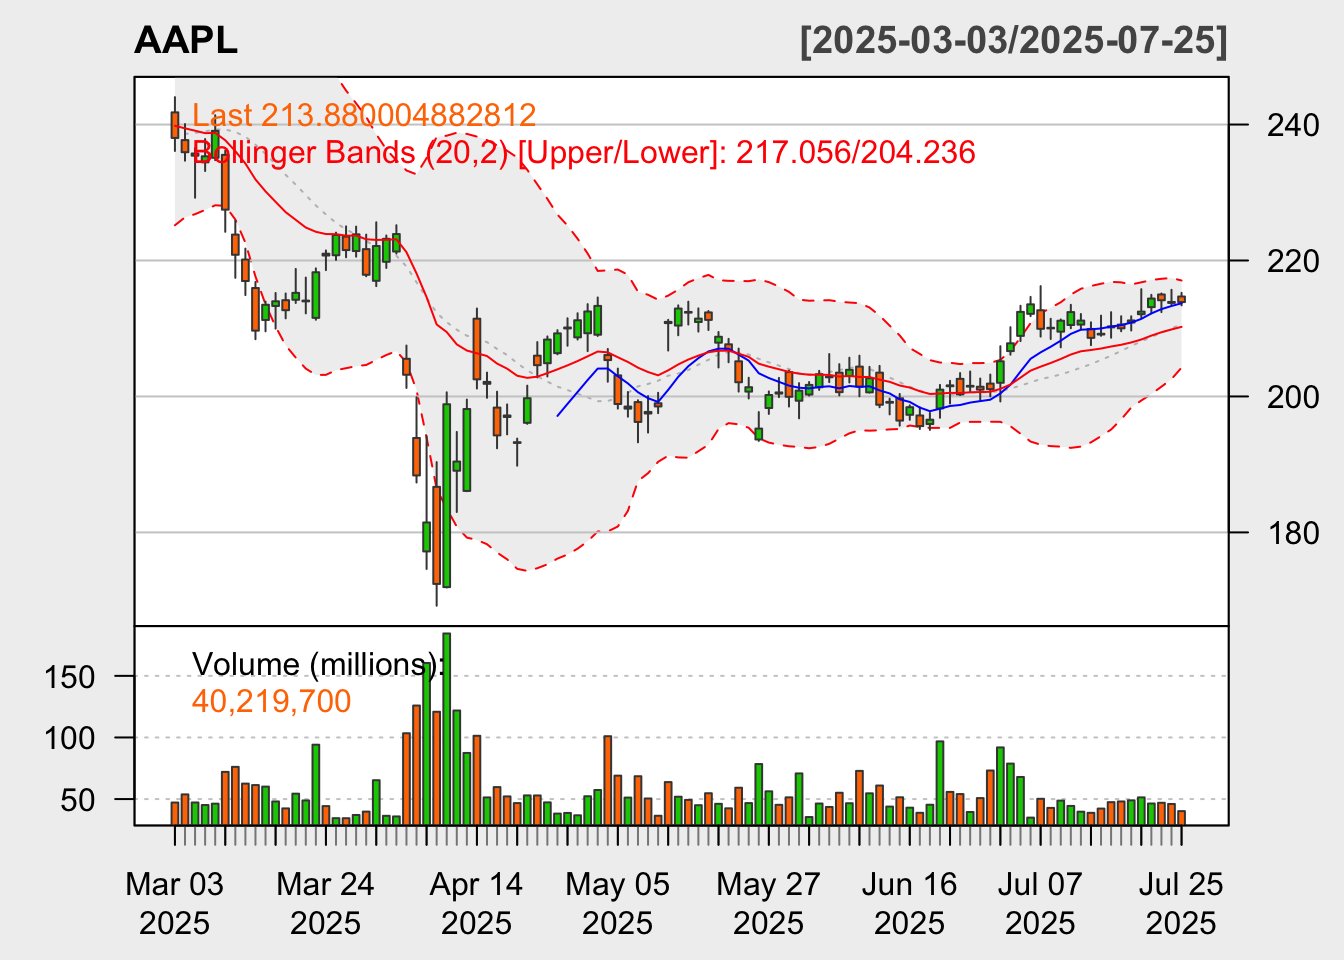 AAPL [2025-03-03/2025-07-25]
Last 213.880004882812
Bollinger Bands (20,2) [Upper/Lower]: 217.056/204.236
240
220
200
180
Volume (millions):
40,219,700
150
100
50
Mar 03 Mar 24 Apr 14 May 05 May 27 Jun 16 Jul 07 Jul 25
2025 2025 2025 2025 2025 2025 2025 2025